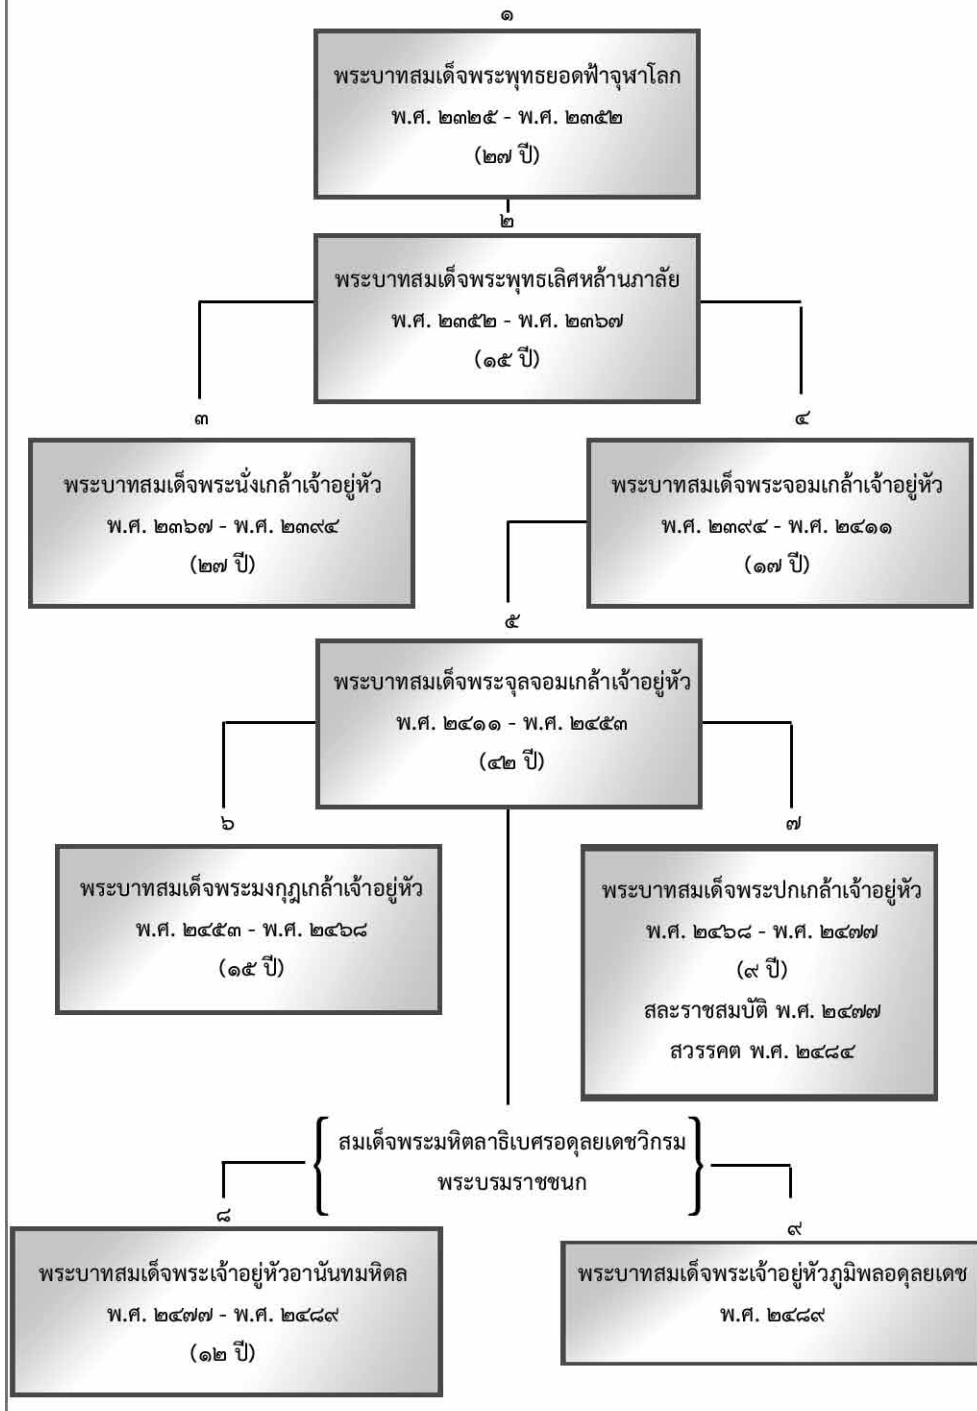 ๑
พระบาทสมเด็จพระพุทธยอดฟ้าจุฬาโลก
พ.ศ. ๒๓๒๕ - พ.ศ. ๒๓๕๒
(๒๗ ปี)
๒
พระบาทสมเด็จพระพุทธเลิศหล้านภาลัย
พ.ศ. ๒๓๕๒ - พ.ศ. ๒๓๖๗
(๑๕ ปี)
๓
พระบาทสมเด็จพระนั่งเกล้าเจ้าอยู่หัว
พ.ศ. ๒๓๖๗ - พ.ศ. ๒๓๙๔
(๒๗ ปี)
๔
พระบาทสมเด็จพระจอมเกล้าเจ้าอยู่หัว
พ.ศ. ๒๓๙๔ - พ.ศ. ๒๔๑๑
(๑๗ ปี)
๕
พระบาทสมเด็จพระจุลจอมเกล้าเจ้าอยู่หัว
พ.ศ. ๒๔๑๑ - พ.ศ. ๒๔๕๓
(๔๒ ปี)
๖
พระบาทสมเด็จพระมงกุฎเกล้าเจ้าอยู่หัว
พ.ศ. ๒๔๕๓ - พ.ศ. ๒๔๖๘
(๑๕ ปี)
๗
พระบาทสมเด็จพระปกเกล้าเจ้าอยู่หัว
พ.ศ. ๒๔๖๘ - พ.ศ. ๒๔๗๗
(๙ ปี)
สละราชสมบัติ พ.ศ. ๒๔๗๗
สวรรคต พ.ศ. ๒๔๘๔
สมเด็จพระมหิตลาธิเบศรอดุลยเดชวิกรม
พระบรมราชชนก
๘
พระบาทสมเด็จพระเจ้าอยู่หัวอานันทมหิดล
พ.ศ. ๒๔๗๗ - พ.ศ. ๒๔๘๙
(๑๒ ปี)
๙
พระบาทสมเด็จพระเจ้าอยู่หัวภูมิพลอดุลยเดช
พ.ศ. ๒๔๘๙